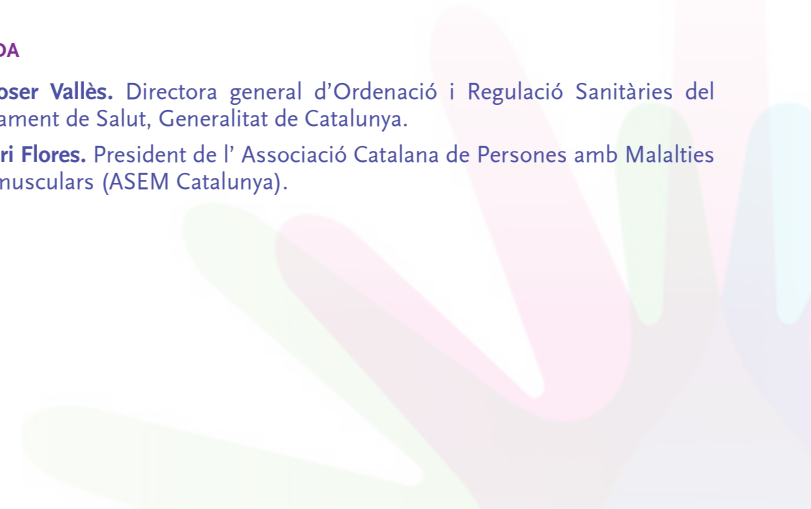 DA
oser Vallès. Directora general d’Ordenació i Regulació Sanitàries del
ament de Salut, Generalitat de Catalunya.
ri Flores. President de l’ Associació Catalana de Persones amb Malalties
musculars (ASEM Catalunya).